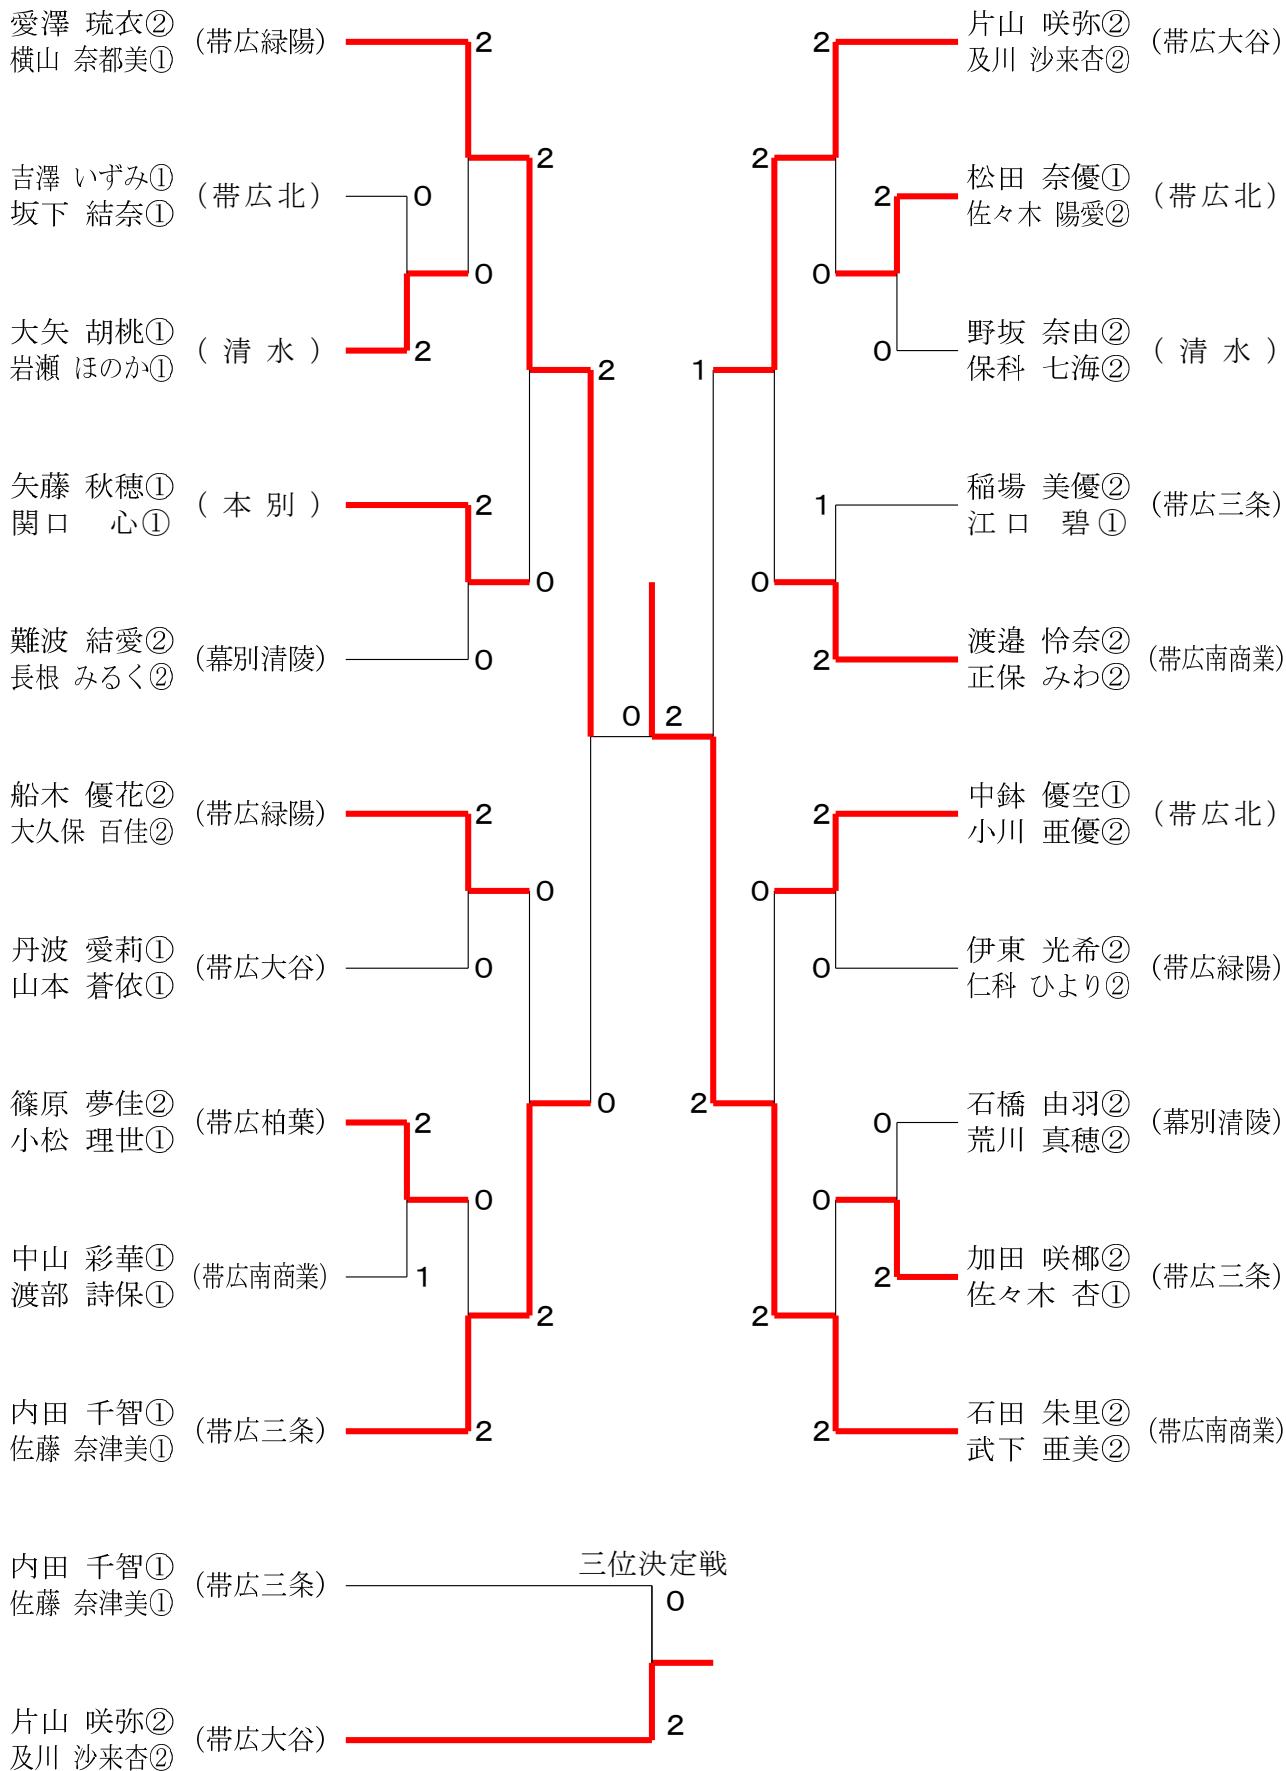 愛澤 琉衣②
横山 奈都美①
(帯広緑陽)
2
2
吉澤 いずみ①
坂下 結奈①
(帯広北)
0
0
大矢 胡桃①
岩瀬 ほのか①
(清水)
2
2
矢藤 秋穂①
関口 心①
(本別)
2
0
難波 結愛②
長根 みるく②
(幕別清陵)
0
船木 優花②
大久保 百佳②
(帯広緑陽)
2
0
丹波 愛莉①
山本 蒼依①
(帯広大谷)
0
0
篠原 夢佳②
小松 理世①
(帯広柏葉)
2
0
中山 彩華①
渡部 詩保①
(帯広南商業)
1
2
内田 千智①
佐藤 奈津美①
(帯広三条)
2
0 2
2
片山 咲弥②
及川 沙来杏②
(帯広大谷)
2
2
松田 奈優①
佐々木 陽愛②
(帯広北)
0
0
野坂 奈由②
保科 七海②
(清水)
1
1
稲場 美優②
江口 碧①
(帯広三条)
0
2
渡邉 怜奈②
正保 みわ②
(帯広南商業)
2
中鉢 優空①
小川 亜優②
(帯広北)
0
0
伊東 光希②
仁科 ひより②
(帯広緑陽)
2
0
石橋 由羽②
荒川 真穂②
(幕別清陵)
0
2
加田 咲椰②
佐々木 杏①
(帯広三条)
2
2
石田 朱里②
武下 亜美②
(帯広南商業)
三位決定戦
内田 千智①
佐藤 奈津美①
(帯広三条)
0
片山 咲弥②
及川 沙来杏②
(帯広大谷)
2